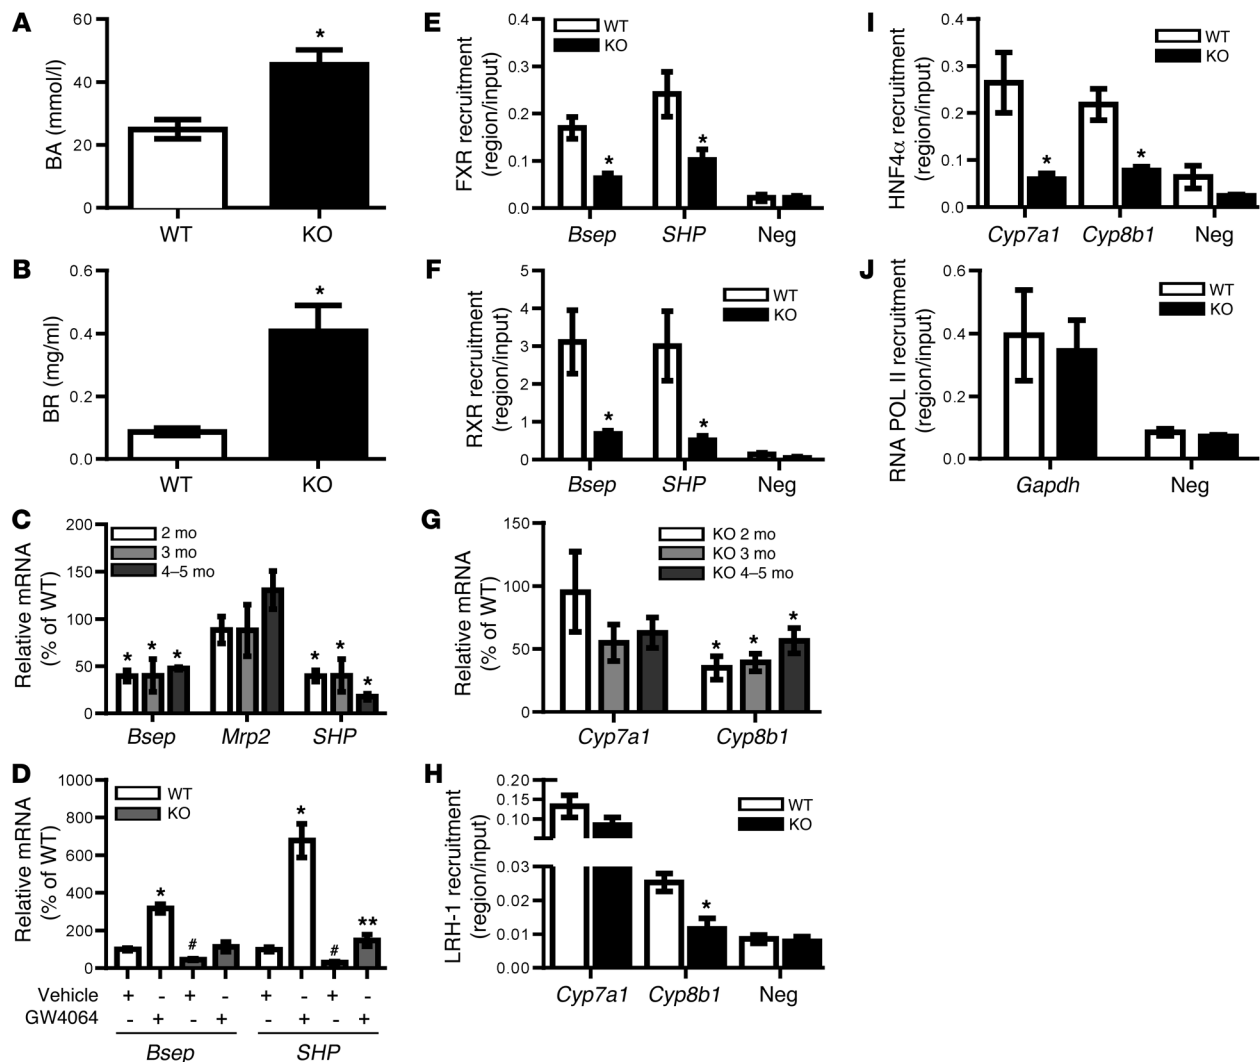 A
BA (mmol/l)
60
40
20
0
*
WT KO
B
BR (mg/ml)
0.6
0.4
0.2
0.0
*
WT KO
C
Relative mRNA
(% of WT)
200
150
100
50
0
2 mo
3 mo
4–5 mo
* * * * * *
Bsep Mrp2 SHP
D
Relative mRNA
(% of WT)
1000
800
600
400
200
0
WT
KO
* # * # **
Vehicle + - + - + - + -
GW4064 - + - + - + - +
Bsep SHP
E
FXR recruitment
(region/input)
0.4
0.3
0.2
0.1
0.0
WT
KO
* *
Bsep SHP Neg
F
RXR recruitment
(region/input)
5
4
3
2
1
0
WT
KO
* *
Bsep SHP Neg
G
Relative mRNA
(% of WT)
150
100
50
0
KO 2 mo
KO 3 mo
KO 4–5 mo
* * *
Cyp7a1 Cyp8b1
H
LRH-1 recruitment
(region/input)
0.20
0.15
0.10
0.03
0.02
0.01
0.00
WT
KO
*
Cyp7a1 Cyp8b1 Neg
I
HNF4α recruitment
(region/input)
0.4
0.3
0.2
0.1
0.0
WT
KO
* *
Cyp7a1 Cyp8b1 Neg
J
RNA POL II recruitment
(region/input)
0.6
0.4
0.2
0.0
WT
KO
Gapdh Neg